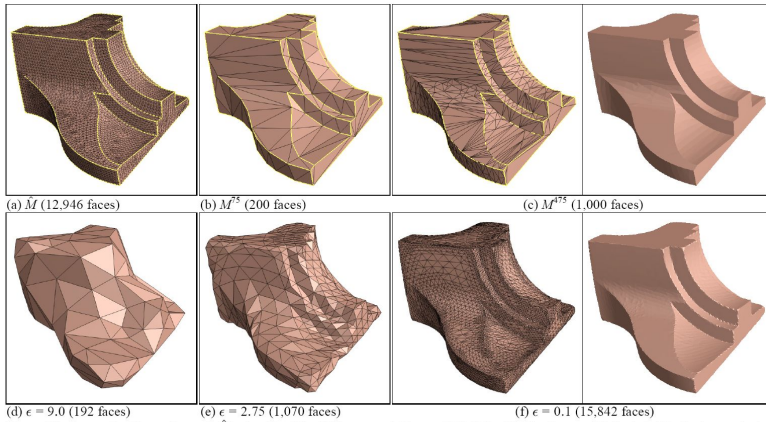 (a) M̂ (12,946 faces)
(b) M⁷⁵ (200 faces)
(c) M⁴⁷⁵ (1,000 faces)
(d) ϵ = 9.0 (192 faces)
(e) ϵ = 2.75 (1,070 faces)
(f) ϵ = 0.1 (15,842 faces)